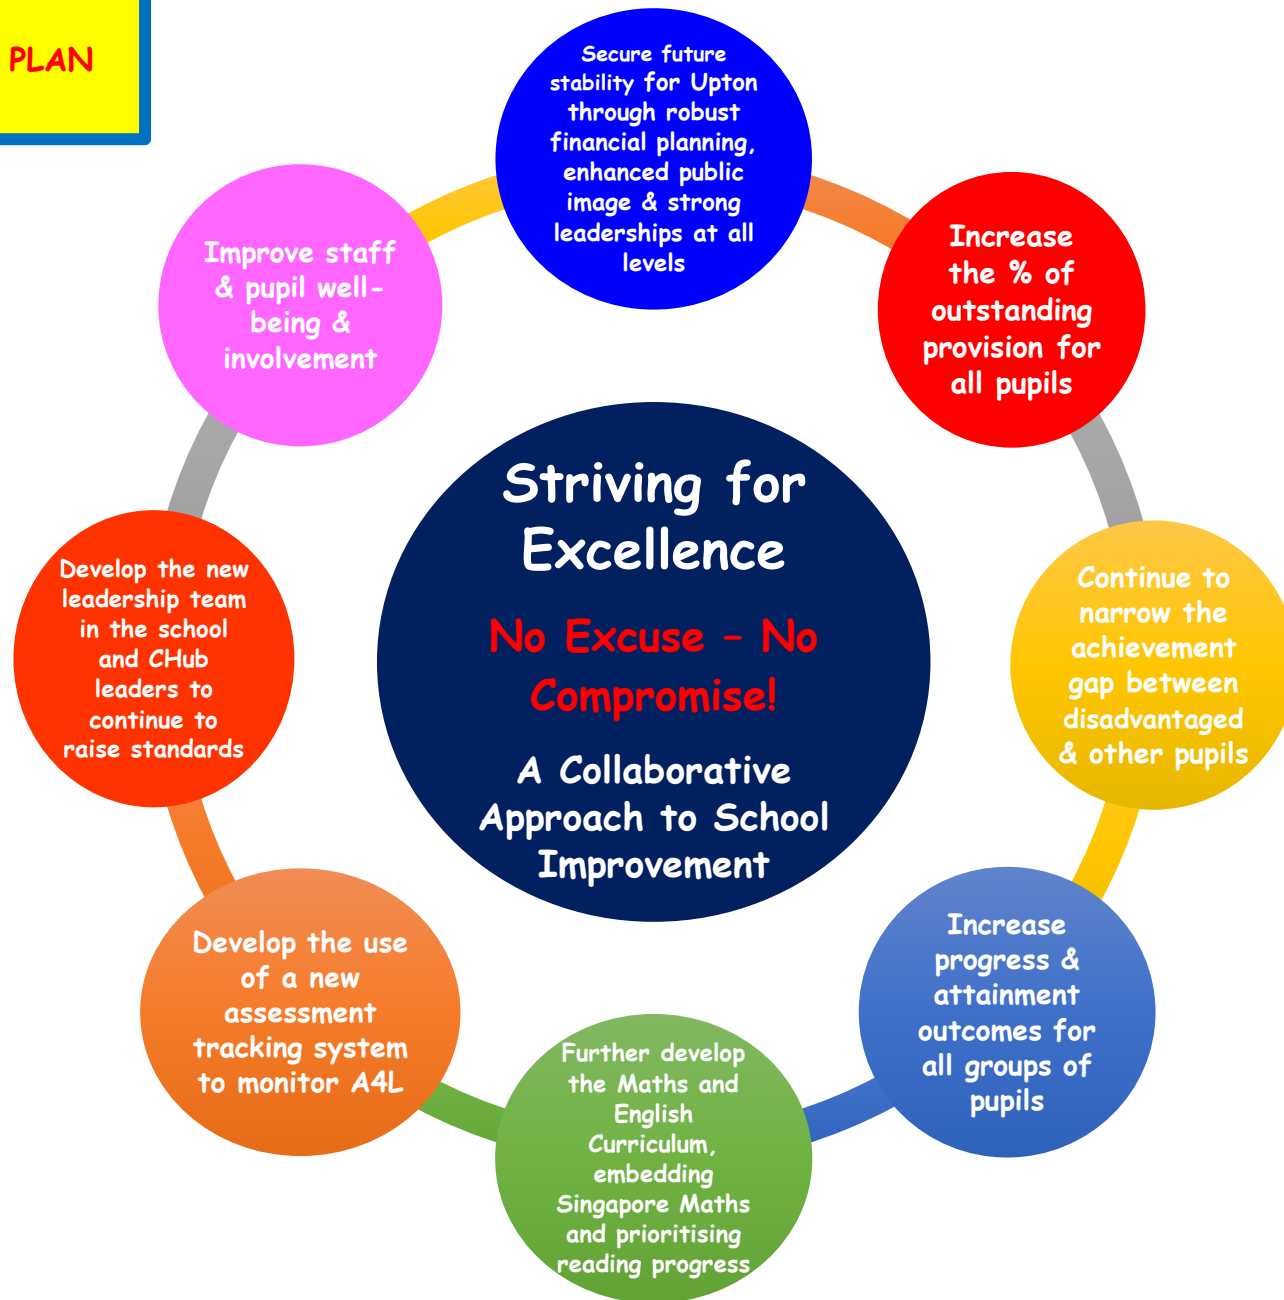 PLAN
Secure future
stability for Upton
through robust
financial planning,
enhanced public
image & strong
leaderships at all
levels
Increase
the % of
outstanding
provision for
all pupils
Continue to
narrow the
achievement
gap between
disadvantaged
& other pupils
Increase
progress &
attainment
outcomes for
all groups of
pupils
Further develop
the Maths and
English
Curriculum,
embedding
Singapore Maths
and prioritising
reading progress
Develop the use
of a new
assessment
tracking system
to monitor A4L
Develop the new
leadership team
in the school
and CHub
leaders to
continue to
raise standards
Improve staff
& pupil well-
being &
involvement
Striving for
Excellence
No Excuse – No
Compromise!
A Collaborative
Approach to School
Improvement